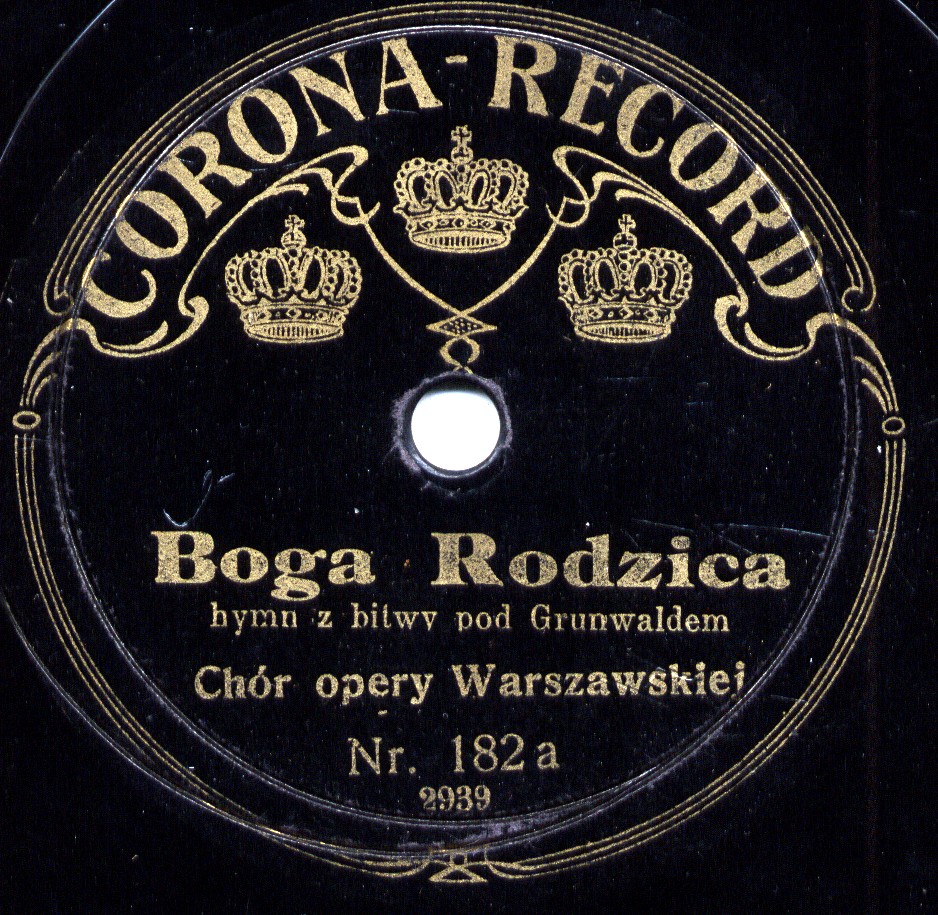 CORONA-RECORD
Boga Rodzica
hymn z bitwy pod Grunwaldem
Chór opery Warszawskiej
Nr. 182a
2939